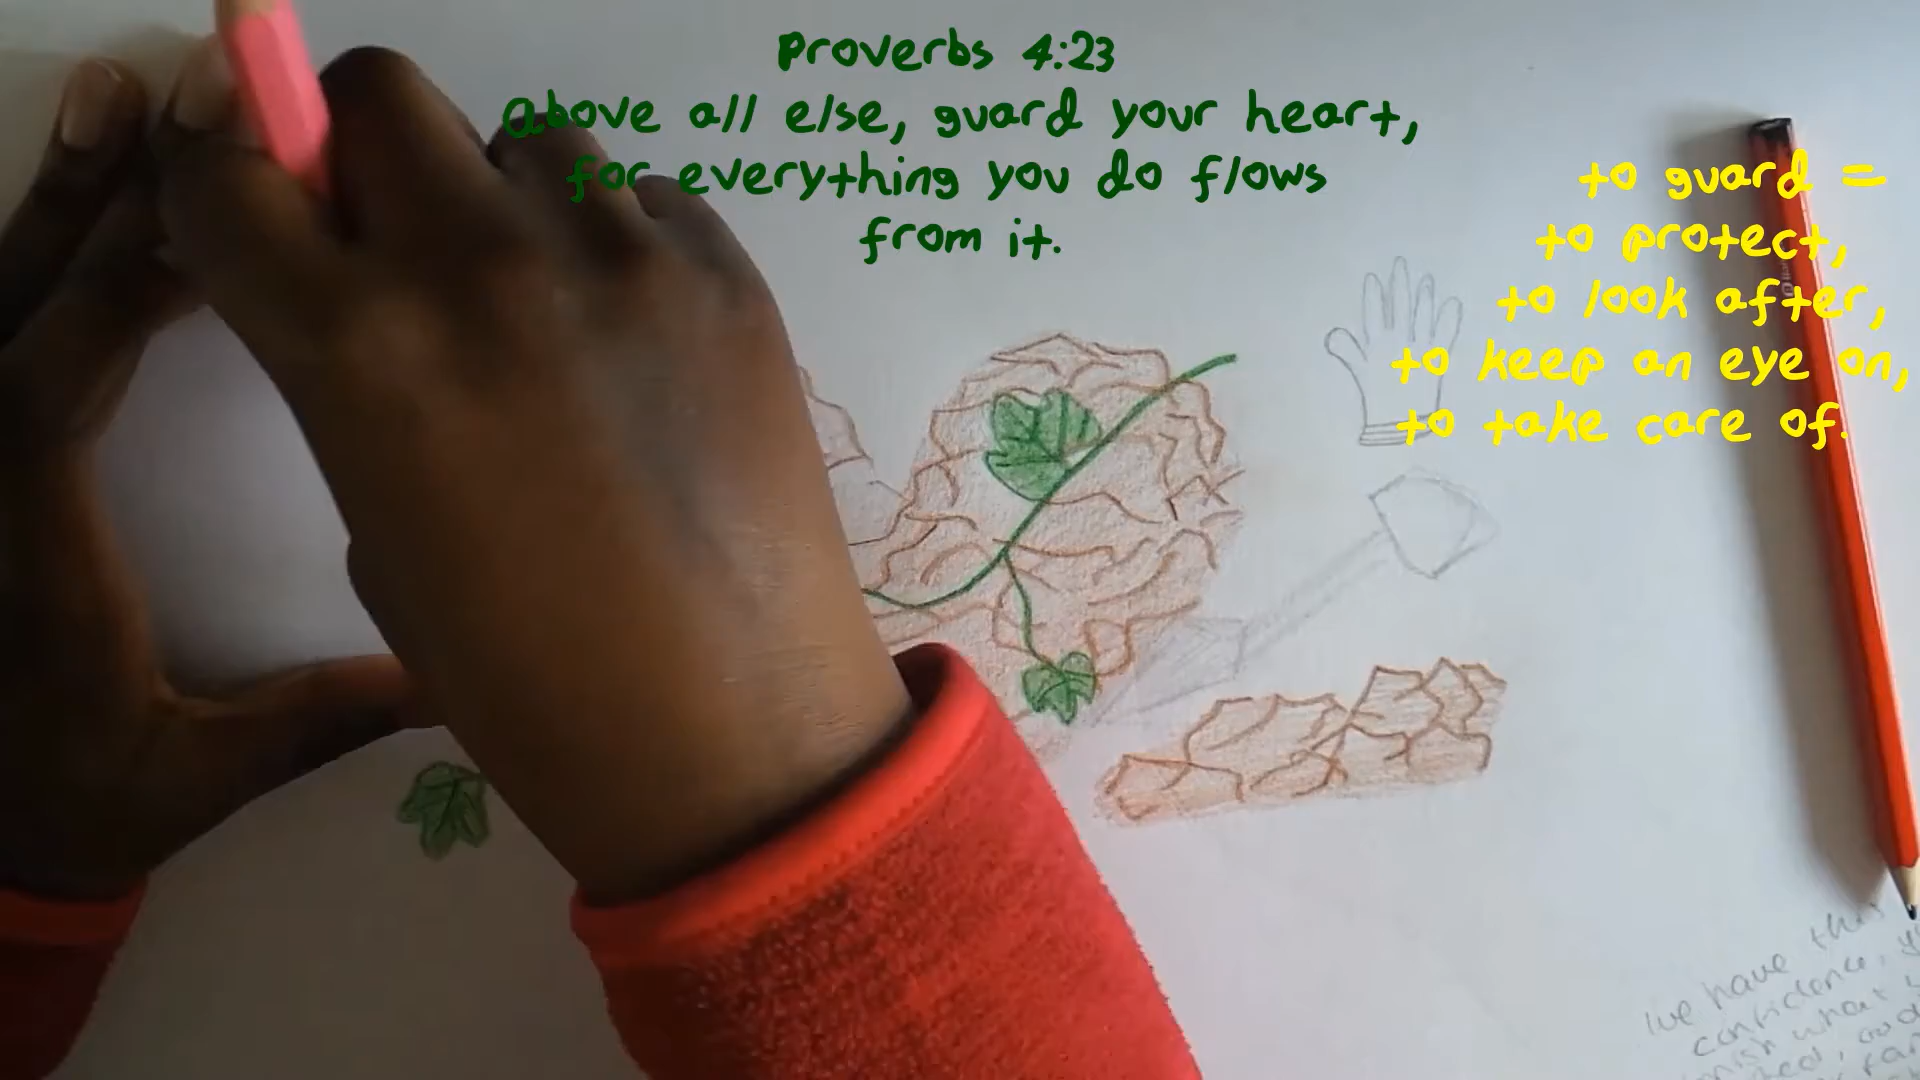 Proverbs 4:23
Above all else, guard your heart,
for everything you do flows
from it.
to guard =
to protect,
to look after,
to keep an eye on,
to take care of.
we have this
confidence,
what